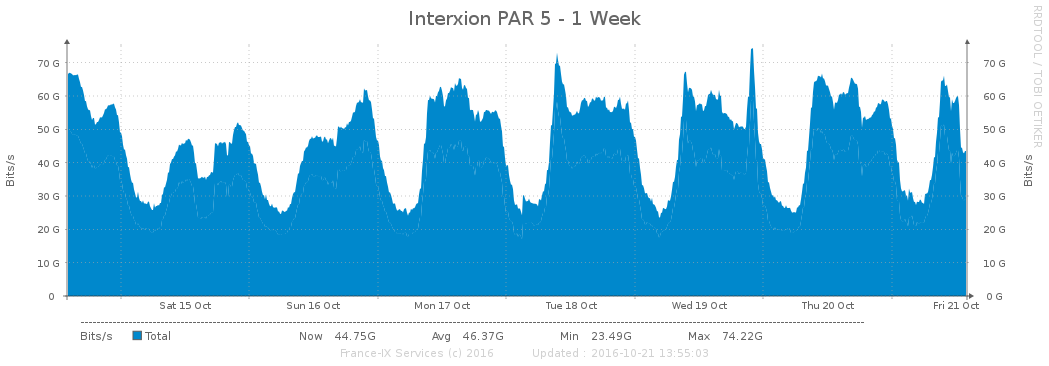 Interxion PAR 5 - 1 Week
RRDTOOL / TOBI OETIKER
Bits/s
70 G
60 G
50 G
40 G
30 G
20 G
10 G
0
70 G
60 G
50 G
40 G
30 G
20 G
10 G
0 G
Bits/s
Sat 15 Oct Sun 16 Oct Mon 17 Oct Tue 18 Oct Wed 19 Oct Thu 20 Oct Fri 21 Oct
Bits/s Total Now 44.75G Avg 46.37G Min 23.49G Max 74.22G
France-IX Services (c) 2016 Updated : 2016-10-21 13:55:03